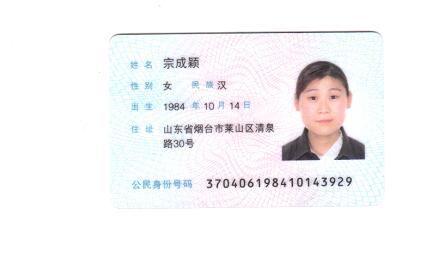 姓名 宗成颖
性别 女 民族 汉
出生 1984 年 10 月 14 日
住址 山东省烟台市莱山区清泉
路30号
公民身份号码 370406198410143929